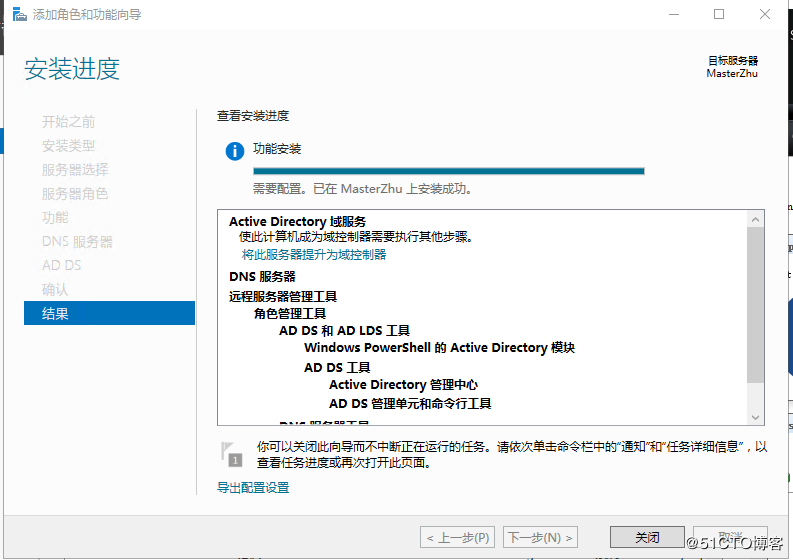 添加角色和功能向导
安装进度
目标服务器
MasterZhu
开始之前
安装类型
服务器选择
服务器角色
功能
DNS 服务器
AD DS
确认
结果
查看安装进度
功能安装
需要配置。已在 MasterZhu 上安装成功。
Active Directory 域服务
使此计算机成为域控制器需要执行其他步骤。
将此服务器提升为域控制器
DNS 服务器
远程服务器管理工具
角色管理工具
AD DS 和 AD LDS 工具
Windows PowerShell 的 Active Directory 模块
AD DS 工具
Active Directory 管理中心
AD DS 管理单元和命令行工具
DNS 服务器工具
1
你可以关闭此向导而不中断正在运行的任务。请依次单击命令栏中的“通知”和“任务详细信息”，以
查看任务进度或再次打开此页面。
导出配置设置
< 上一步(P)
下一步(N) >
关闭
取消
@51CTO博客